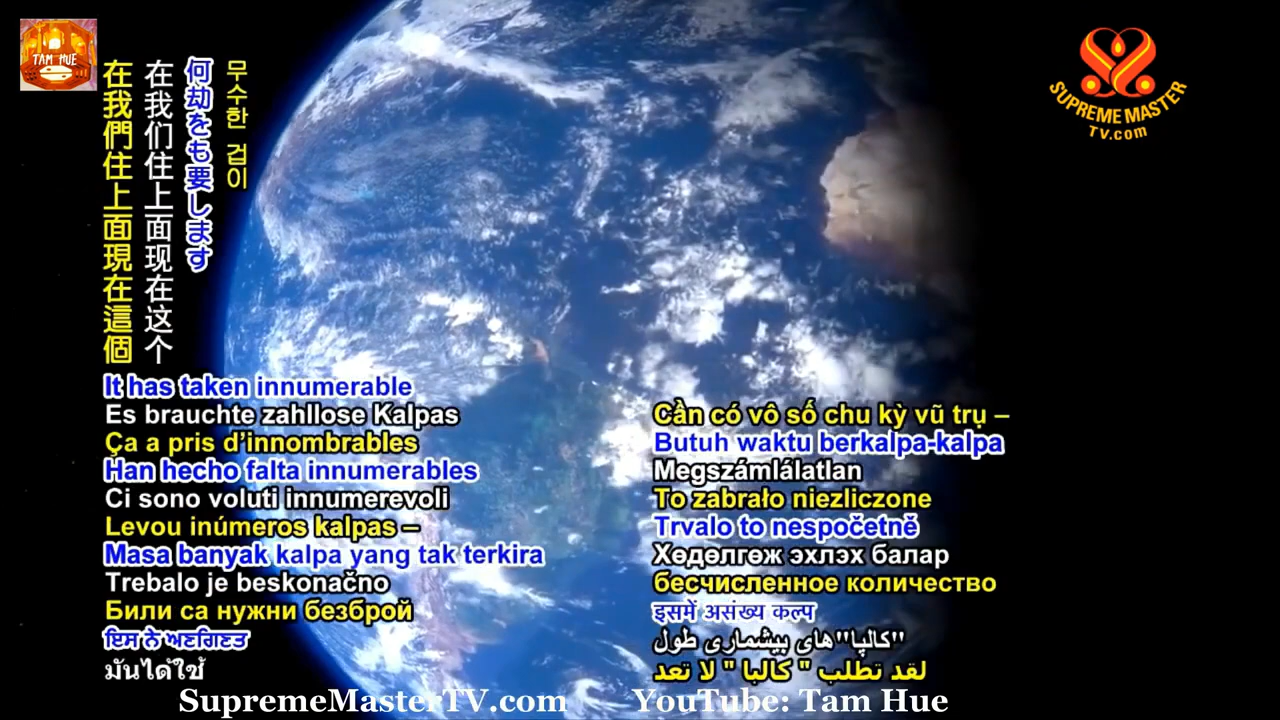 TAM HUE
SUPREME MASTER
TV.com
在我們住上面現在這個
在我们住上面现在这个
何劫をも要します
무수한 겁이
It has taken innumerable
Es brauchte zahllose Kalpas
Ça a pris d’innombrables
Han hecho falta innumerables
Ci sono voluti innumerevoli
Levou inúmeros kalpas –
Masa banyak kalpa yang tak terkira
Trebalo je beskonačno
Били са нужни безброй
ਇਸ ਨੇ ਅਣਗਿਣਤ
มันได้ใช้
Cần có vô số chu kỳ vũ trụ –
Butuh waktu berkalpa-kalpa
Megszámlálatlan
To zabrało niezliczone
Trvalo to nespočetně
Хөдөлгөж эхлэх балар
бесчисленное количество
इसमें असंख्य कल्प
"کالپا"های بیشماری طول
لقد تطلب " كالبا " لا تعد
SupremeMasterTV.com YouTube: Tam Hue